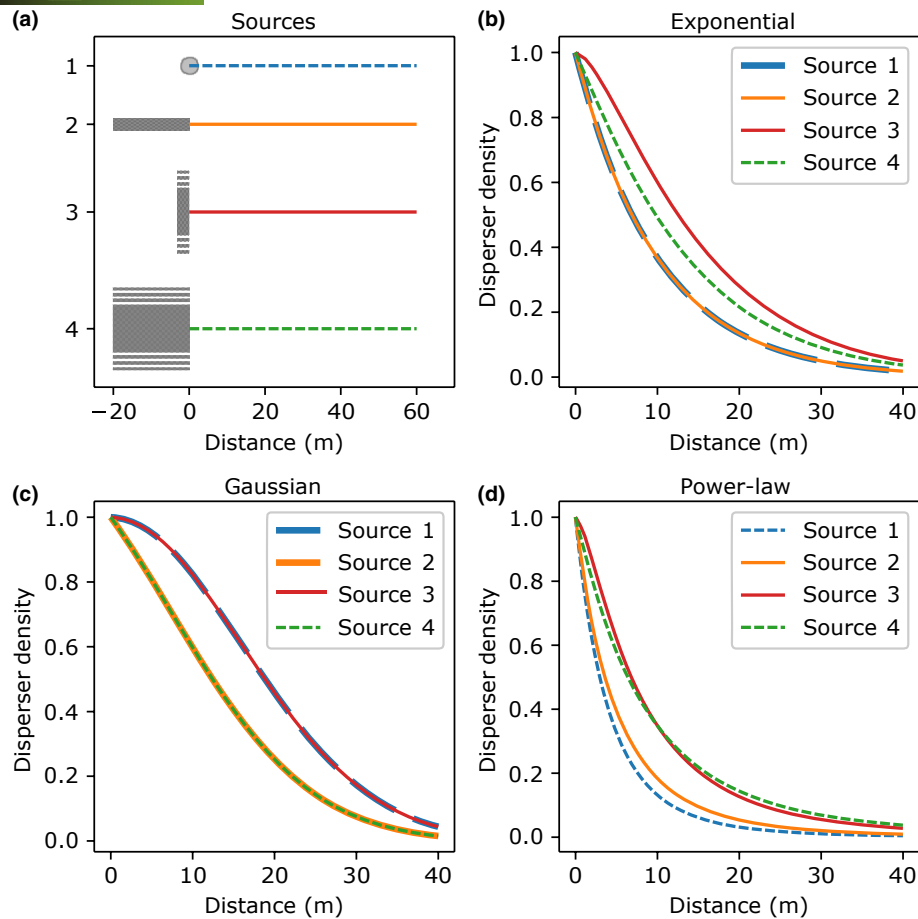 (a) Sources
1
2
3
4
−20 0 20 40 60
Distance (m)
(b) Exponential
1.0
0.8
0.6
0.4
0.2
0.0
Disperser density
Source 1
Source 2
Source 3
Source 4
0 10 20 30 40
Distance (m)
(c) Gaussian
1.0
0.8
0.6
0.4
0.2
0.0
Disperser density
Source 1
Source 2
Source 3
Source 4
0 10 20 30 40
Distance (m)
(d) Power-law
1.0
0.8
0.6
0.4
0.2
0.0
Disperser density
Source 1
Source 2
Source 3
Source 4
0 10 20 30 40
Distance (m)